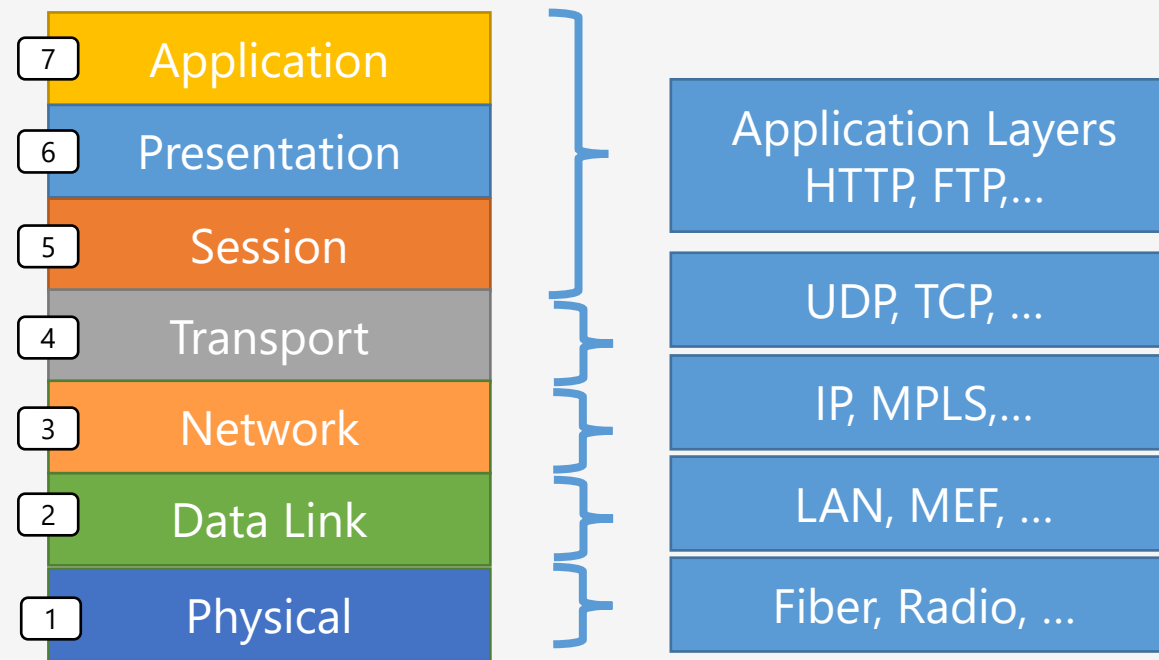 7
Application
6
Presentation
5
Session
4
Transport
3
Network
2
Data Link
1
Physical
Application Layers
HTTP, FTP,...
UDP, TCP, ...
IP, MPLS,...
LAN, MEF, ...
Fiber, Radio, ...